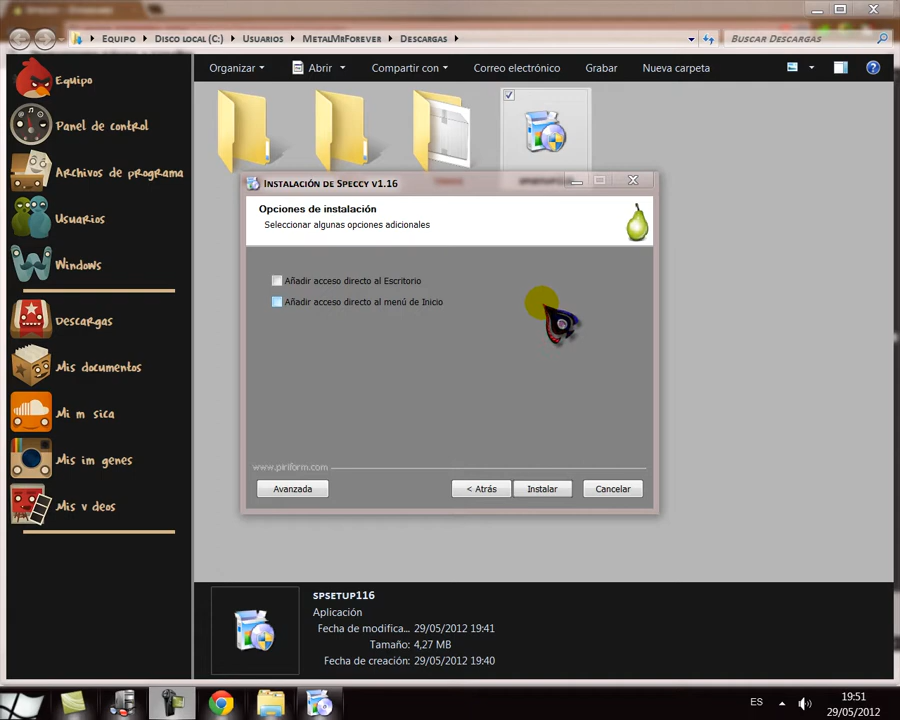 Equipo
Disco local (C:)
Usuarios
MetalMrForever
Descargas
Buscar Descargas
Organizar
Abrir
Compartir con
Correo electrónico
Grabar
Nueva carpeta
Equipo
Panel de control
Archivos de programa
Usuarios
Windows
Descargas
Mis documentos
Mi m sica
Mis im genes
Mis v deos
Instalación de Speccy v1.16
Opciones de instalación
Seleccionar algunas opciones adicionales
Añadir acceso directo al Escritorio
Añadir acceso directo al menú de Inicio
www.piriform.com
Avanzada
< Atrás
Instalar
Cancelar
SPSETUP116
Aplicación
Fecha de modifica... 29/05/2012 19:41
Tamaño: 4,27 MB
Fecha de creación: 29/05/2012 19:40
ES
19:51
29/05/2012